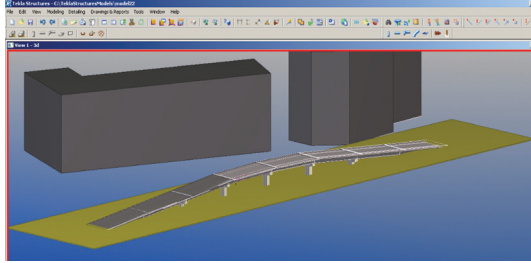 Tekla Structures - C:\TeklaStructuresModels\model22
File Edit View Modeling Detailing Drawings & Reports Tools Window Help
View 1 - 3d